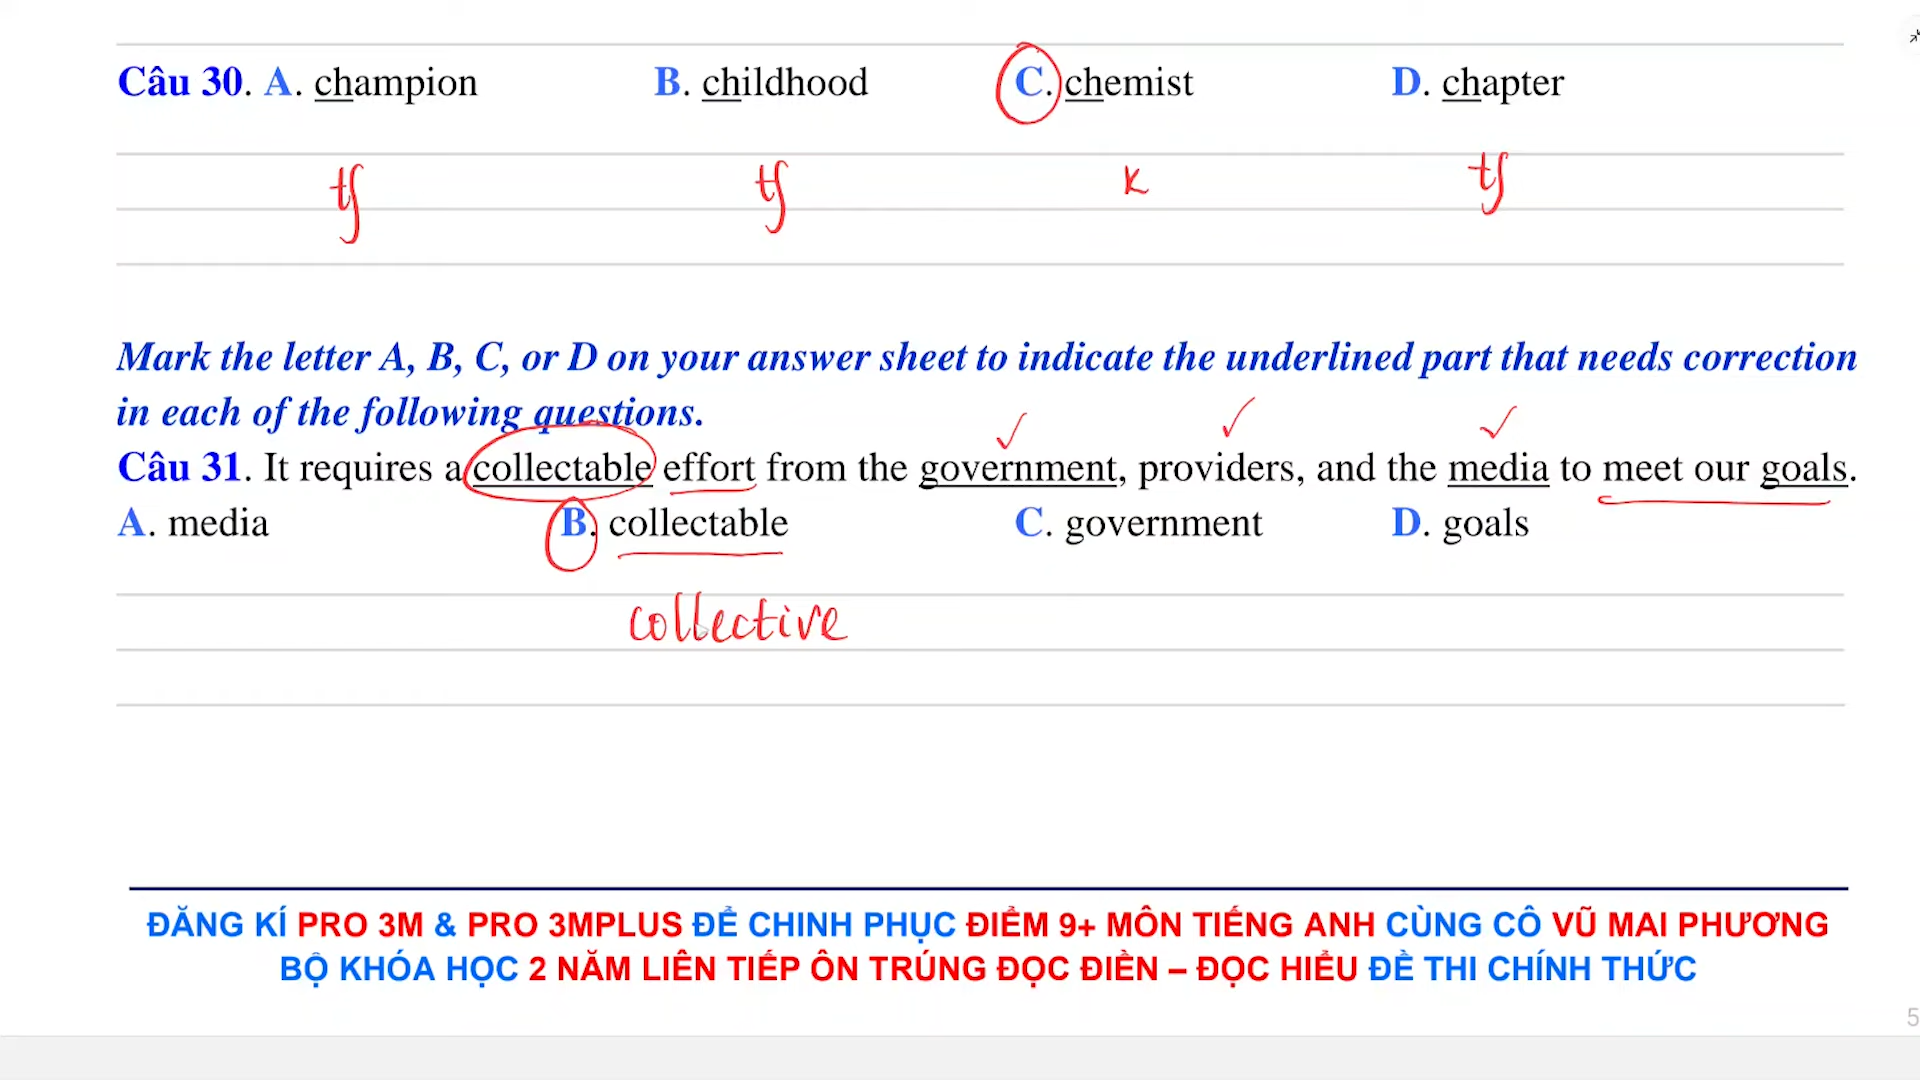 Câu 30. A. champion B. childhood C. chemist D. chapter
tʃ tʃ k tʃ
Mark the letter A, B, C, or D on your answer sheet to indicate the underlined part that needs correction
in each of the following questions.
Câu 31. It requires a collectable effort from the government, providers, and the media to meet our goals.
A. media B. collectable C. government D. goals
collective
ĐĂNG KÍ PRO 3M & PRO 3MPLUS ĐỂ CHINH PHỤC ĐIỂM 9+ MÔN TIẾNG ANH CÙNG CÔ VŨ MAI PHƯƠNG
BỘ KHÓA HỌC 2 NĂM LIÊN TIẾP ÔN TRÚNG ĐỌC ĐIỀN – ĐỌC HIỂU ĐỀ THI CHÍNH THỨC
5